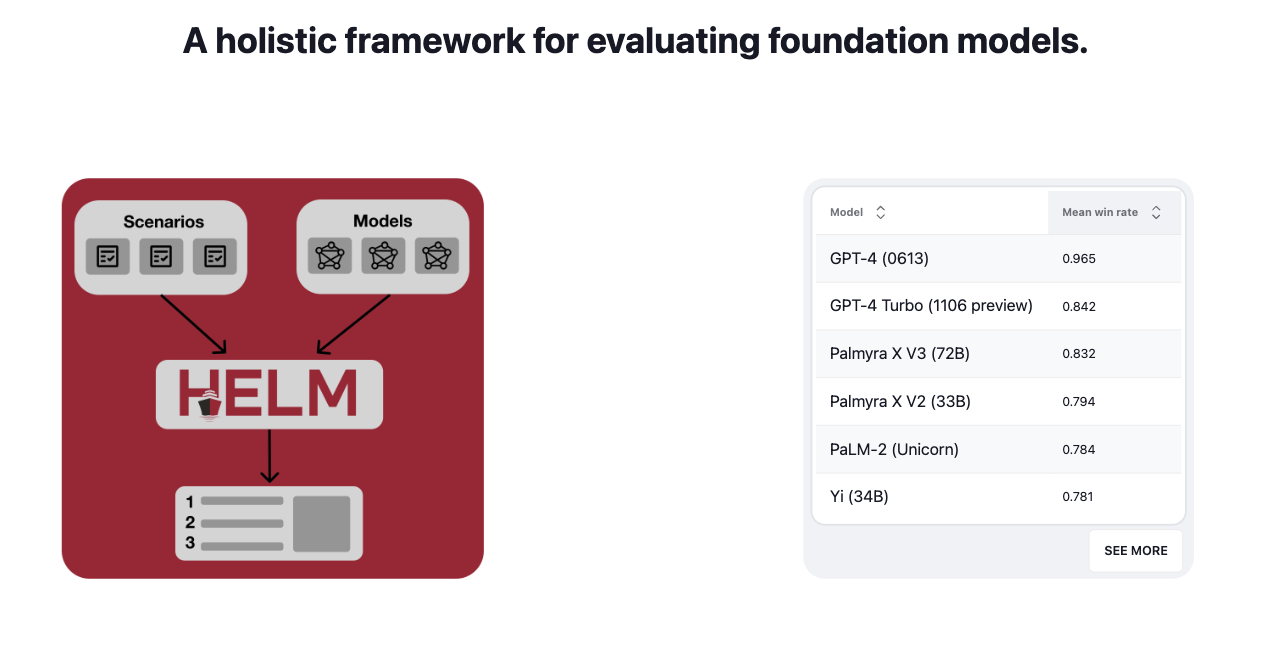 A holistic framework for evaluating foundation models.
Scenarios
Models
HELM
1
2
3
Model Mean win rate
GPT-4 (0613) 0.965
GPT-4 Turbo (1106 preview) 0.842
Palmyra X V3 (72B) 0.832
Palmyra X V2 (33B) 0.794
PaLM-2 (Unicorn) 0.784
Yi (34B) 0.781
SEE MORE